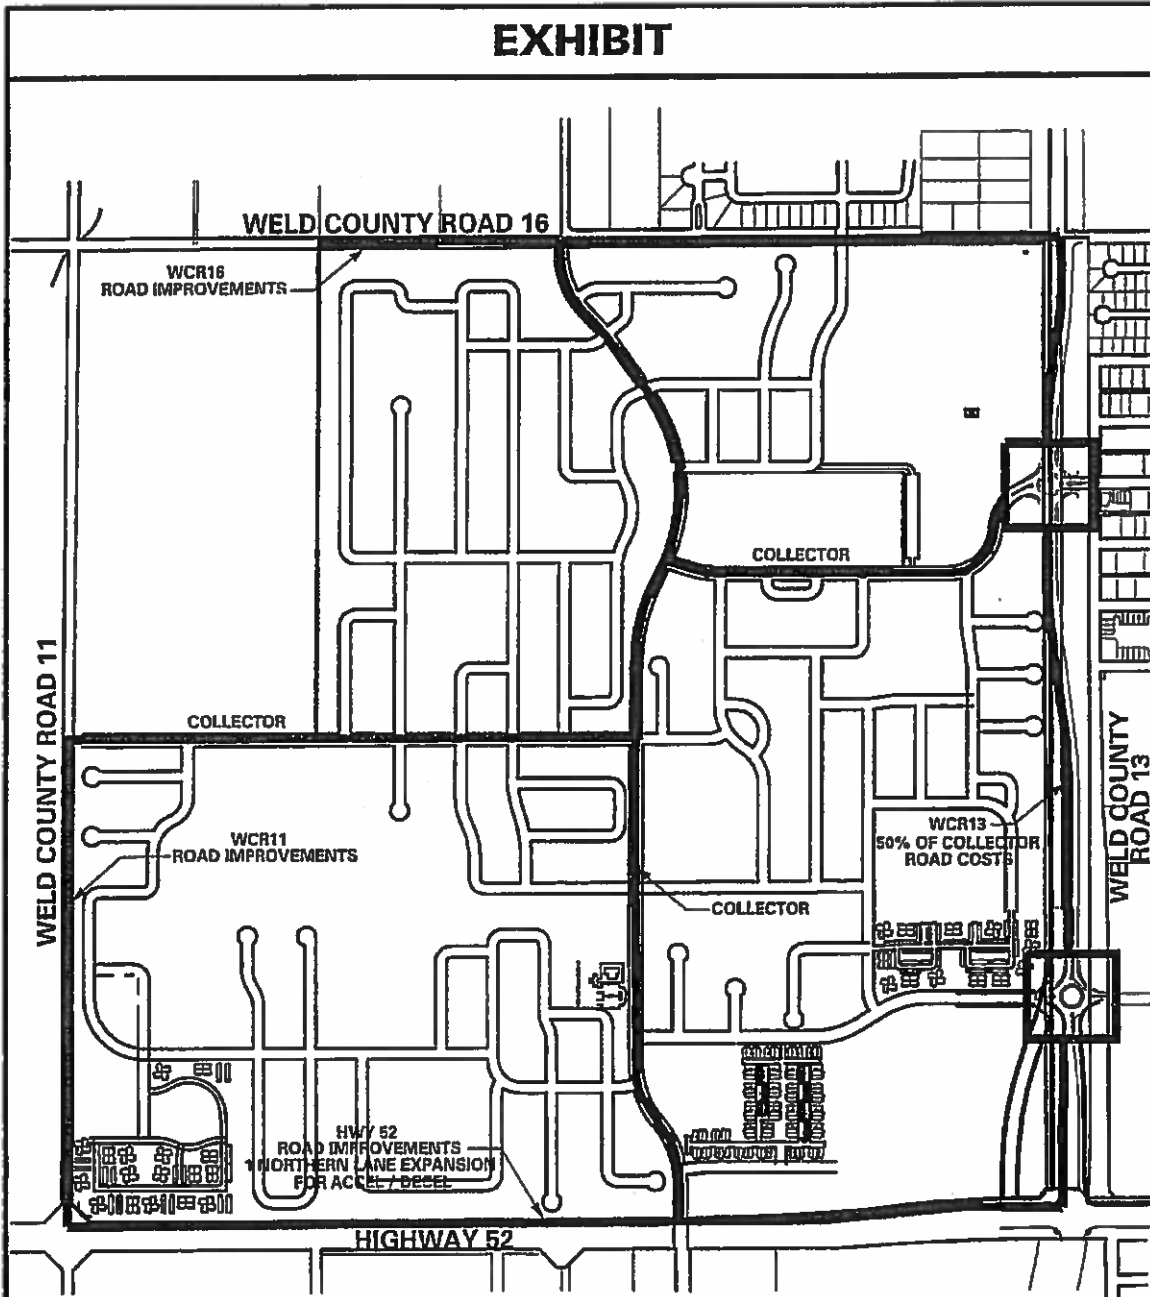 EXHIBIT
WELD COUNTY ROAD 16
WCR16
ROAD IMPROVEMENTS
COLLECTOR
WELD COUNTY ROAD 11
COLLECTOR
WELD COUNTY
ROAD 13
WCR13
50% OF COLLECTOR
ROAD COSTS
WCR11
ROAD IMPROVEMENTS
COLLECTOR
HWY 52
ROAD IMPROVEMENTS
1 NORTHERN LANE EXPANSION
FOR ACCEL / DECEL
HIGHWAY 52